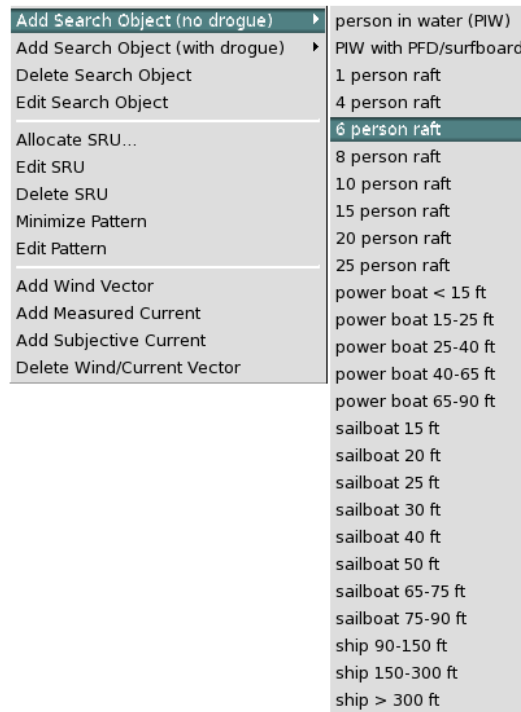 Add Search Object (no drogue)
Add Search Object (with drogue)
Delete Search Object
Edit Search Object
Allocate SRU...
Edit SRU
Delete SRU
Minimize Pattern
Edit Pattern
Add Wind Vector
Add Measured Current
Add Subjective Current
Delete Wind/Current Vector
person in water (PIW)
PIW with PFD/surfboard
1 person raft
4 person raft
6 person raft
8 person raft
10 person raft
15 person raft
20 person raft
25 person raft
power boat < 15 ft
power boat 15-25 ft
power boat 25-40 ft
power boat 40-65 ft
power boat 65-90 ft
sailboat 15 ft
sailboat 20 ft
sailboat 25 ft
sailboat 30 ft
sailboat 40 ft
sailboat 50 ft
sailboat 65-75 ft
sailboat 75-90 ft
ship 90-150 ft
ship 150-300 ft
ship > 300 ft